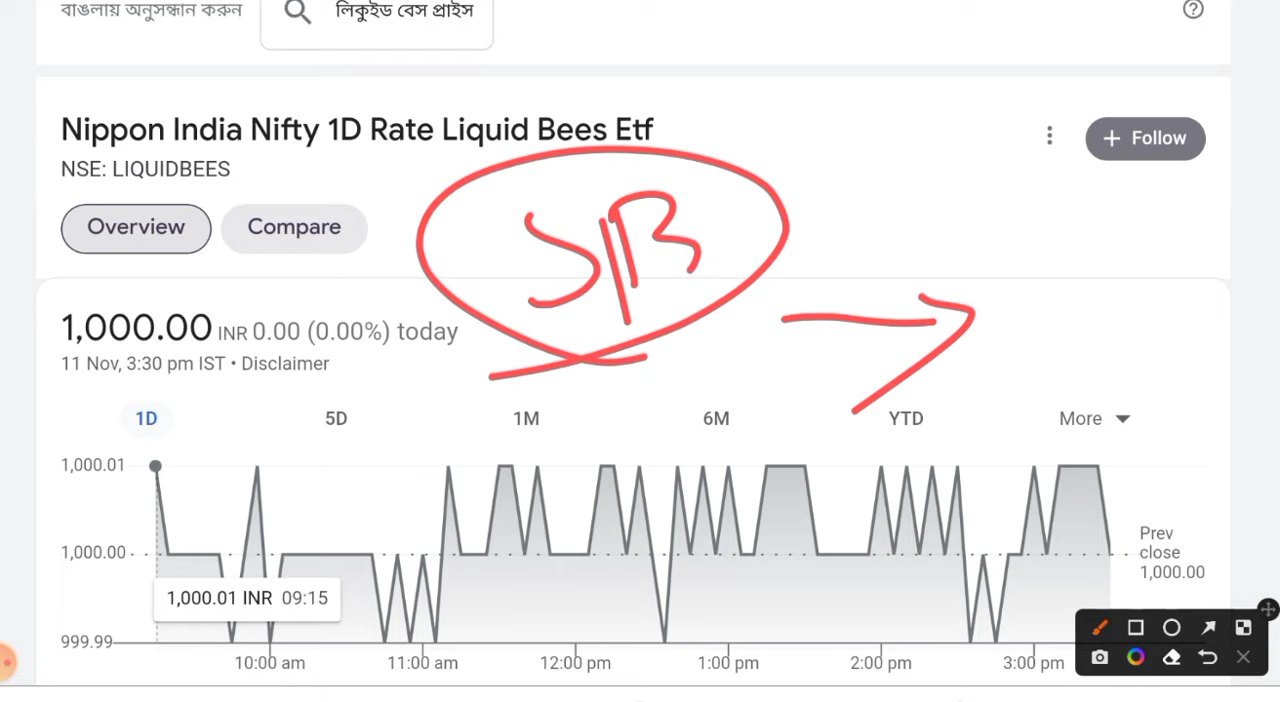 বাঙলায় অনুসন্ধান করুন
লিকুইড বেস প্রাইস
Nippon India Nifty 1D Rate Liquid Bees Etf
+ Follow
NSE: LIQUIDBEES
Overview
Compare
1,000.00 INR 0.00 (0.00%) today
11 Nov, 3:30 pm IST • Disclaimer
1D
5D
1M
6M
YTD
More
1,000.01
1,000.00
999.99
1,000.01 INR 09:15
Prev
close
1,000.00
10:00 am
11:00 am
12:00 pm
1:00 pm
2:00 pm
3:00 pm